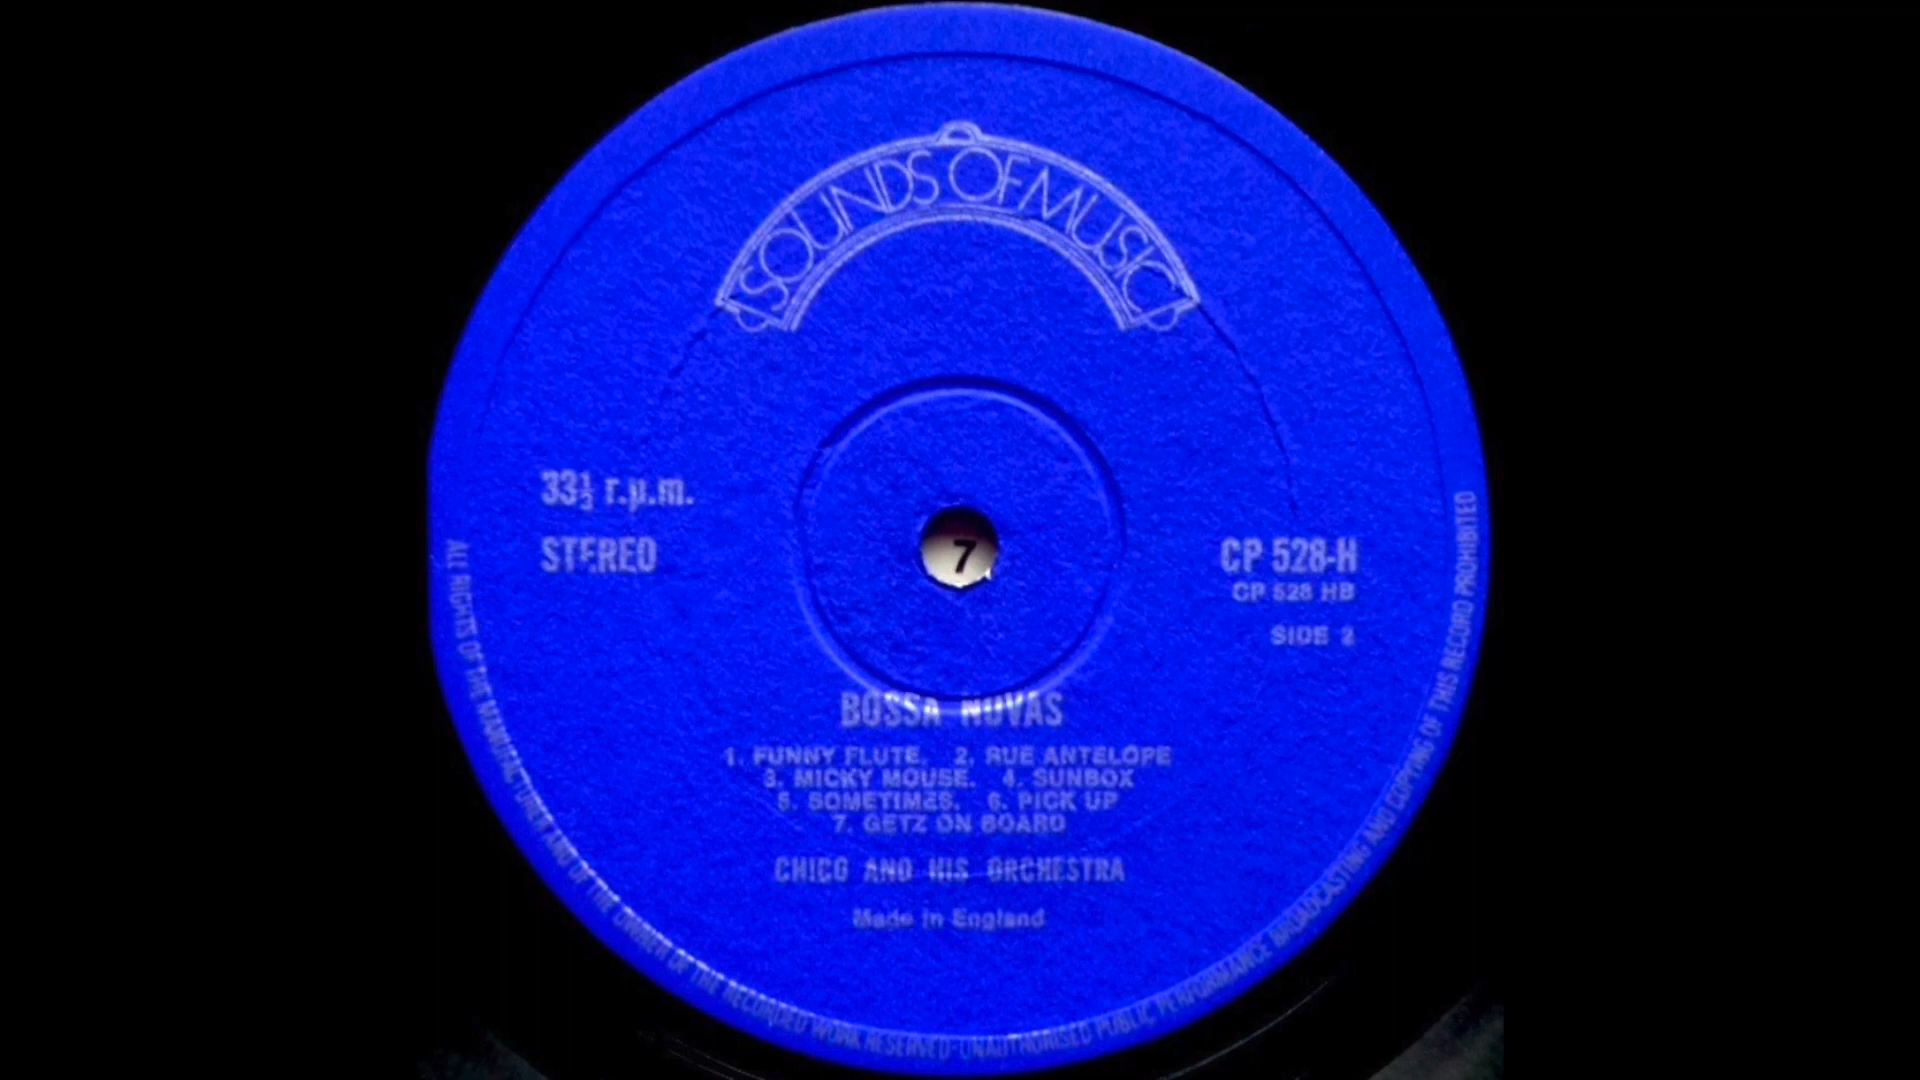 SOUNDS OF MUSIC
33⅓ r.p.m.
STEREO
7
CP 528-H
CP 528 HB
SIDE 2
BOSSA NOVAS
1. FUNNY FLUTE. 2. RUE ANTELOPE
3. MICKY MOUSE. 4. SUNBOX
5. SOMETIMES. 6. PICK UP
7. GETZ ON BOARD
CHICO AND HIS ORCHESTRA
Made in England
ALL RIGHTS OF THE MANUFACTURER AND OF THE OWNER OF THE RECORDED WORK RESERVED-UNAUTHORISED PUBLIC PERFORMANCE BROADCASTING AND COPYING OF THIS RECORD PROHIBITED